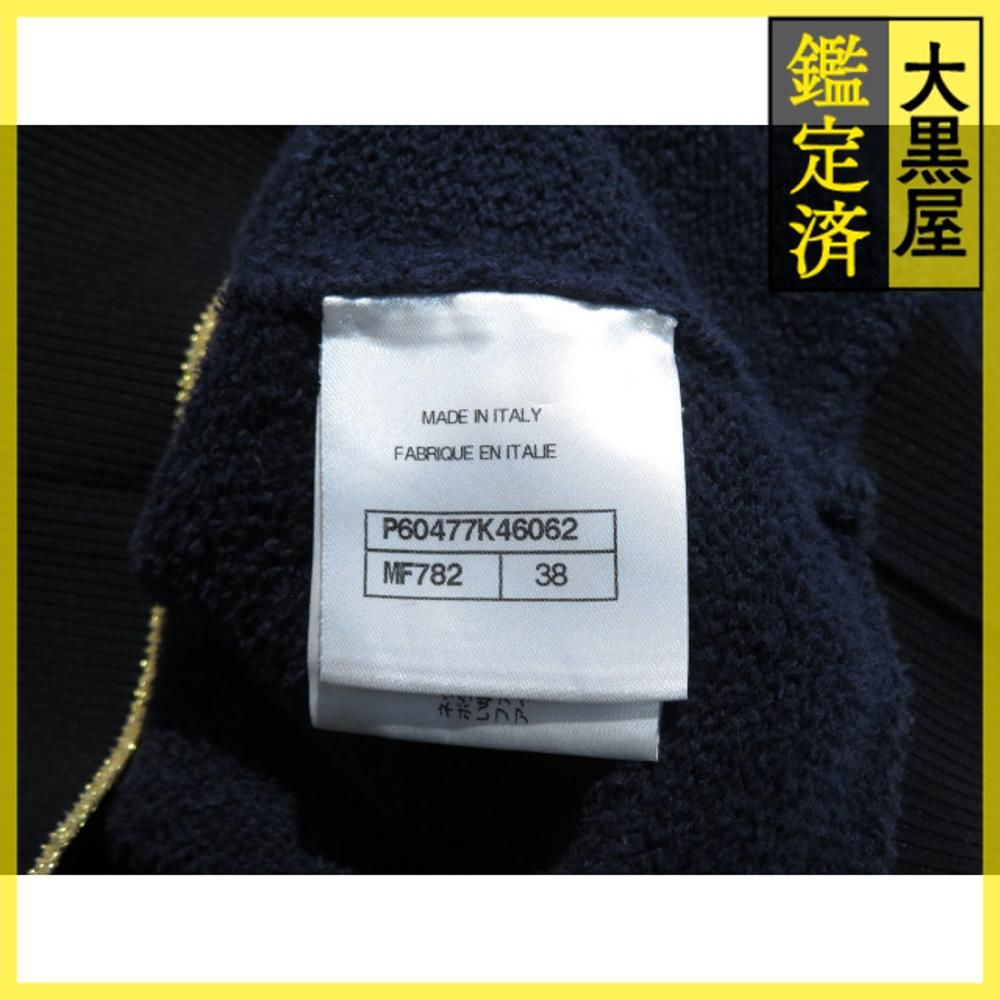 大黒屋
鑑定済
MADE IN ITALY
FABRIQUE EN ITALIE
P60477K46062
MF782
38